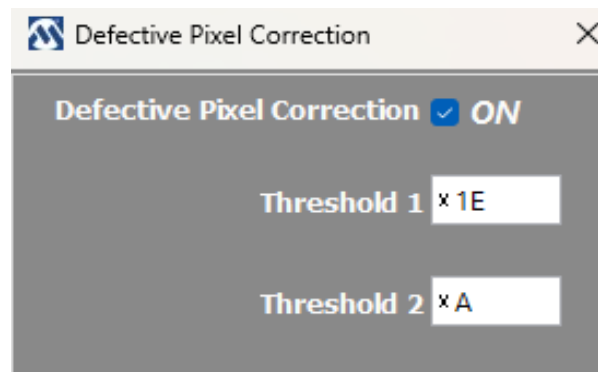 Defective Pixel Correction
Defective Pixel Correction ON
Threshold 1 x 1E
Threshold 2 x A